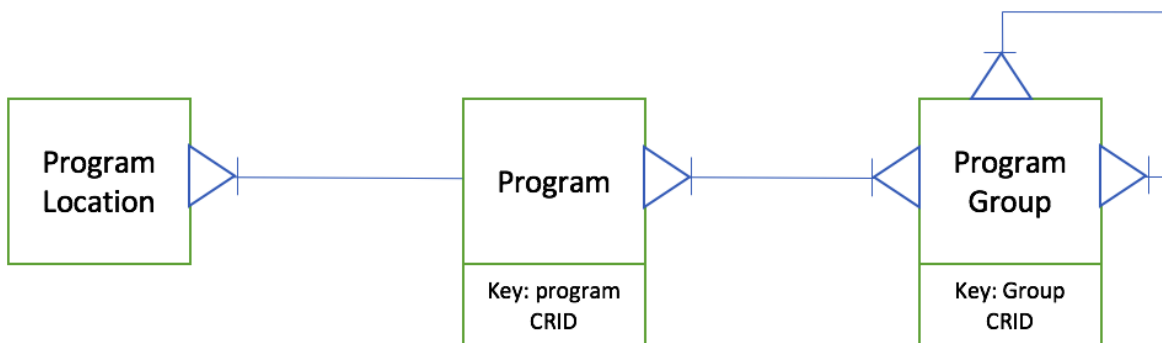 Program
Location
Program
Key: program
CRID
Program
Group
Key: Group
CRID